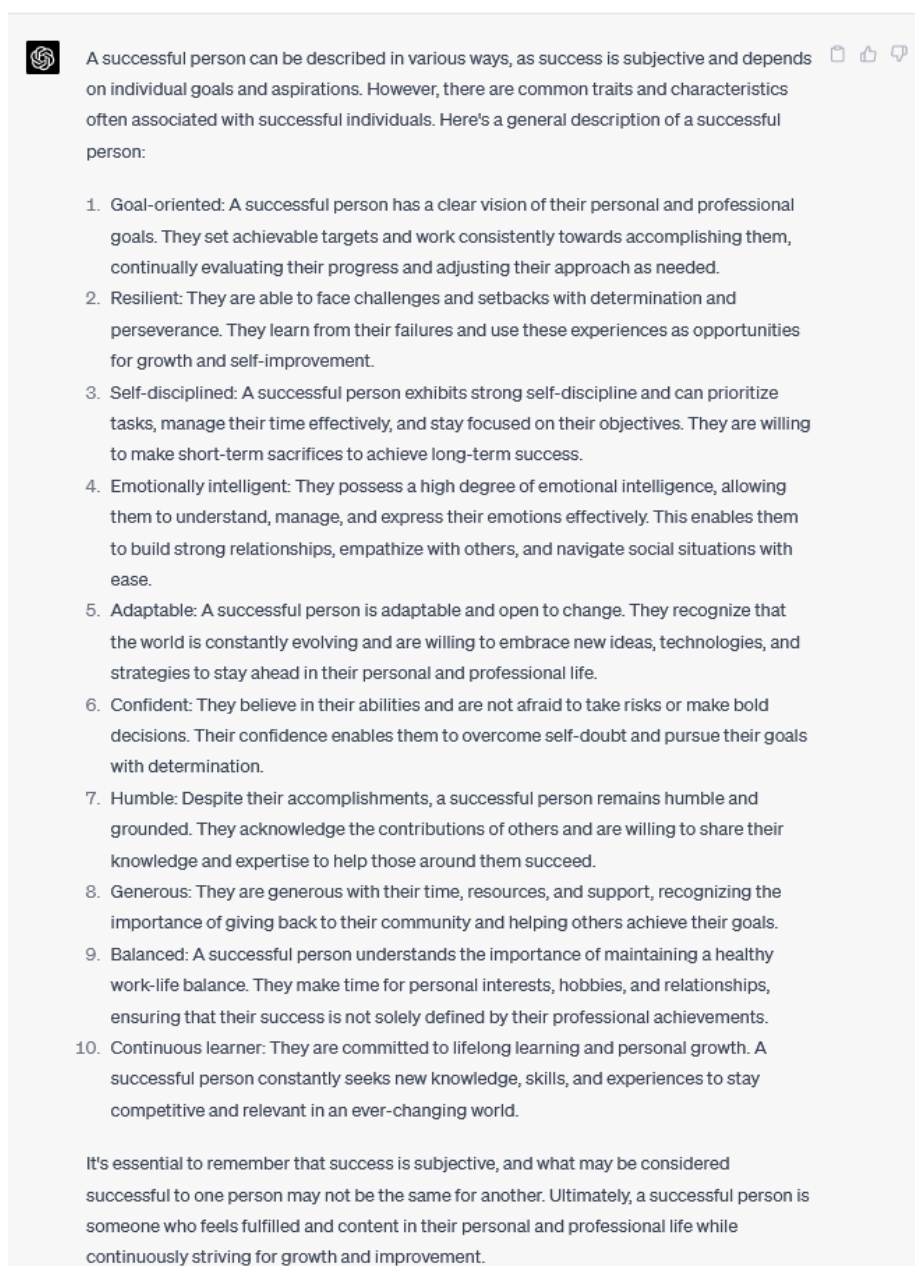 A successful person can be described in various ways, as success is subjective and depends
on individual goals and aspirations. However, there are common traits and characteristics
often associated with successful individuals. Here's a general description of a successful
person:
1. Goal-oriented: A successful person has a clear vision of their personal and professional
goals. They set achievable targets and work consistently towards accomplishing them,
continually evaluating their progress and adjusting their approach as needed.
2. Resilient: They are able to face challenges and setbacks with determination and
perseverance. They learn from their failures and use these experiences as opportunities
for growth and self-improvement.
3. Self-disciplined: A successful person exhibits strong self-discipline and can prioritize
tasks, manage their time effectively, and stay focused on their objectives. They are willing
to make short-term sacrifices to achieve long-term success.
4. Emotionally intelligent: They possess a high degree of emotional intelligence, allowing
them to understand, manage, and express their emotions effectively. This enables them
to build strong relationships, empathize with others, and navigate social situations with
ease.
5. Adaptable: A successful person is adaptable and open to change. They recognize that
the world is constantly evolving and are willing to embrace new ideas, technologies, and
strategies to stay ahead in their personal and professional life.
6. Confident: They believe in their abilities and are not afraid to take risks or make bold
decisions. Their confidence enables them to overcome self-doubt and pursue their goals
with determination.
7. Humble: Despite their accomplishments, a successful person remains humble and
grounded. They acknowledge the contributions of others and are willing to share their
knowledge and expertise to help those around them succeed.
8. Generous: They are generous with their time, resources, and support, recognizing the
importance of giving back to their community and helping others achieve their goals.
9. Balanced: A successful person understands the importance of maintaining a healthy
work-life balance. They make time for personal interests, hobbies, and relationships,
ensuring that their success is not solely defined by their professional achievements.
10. Continuous learner: They are committed to lifelong learning and personal growth. A
successful person constantly seeks new knowledge, skills, and experiences to stay
competitive and relevant in an ever-changing world.
It's essential to remember that success is subjective, and what may be considered
successful to one person may not be the same for another. Ultimately, a successful person is
someone who feels fulfilled and content in their personal and professional life while
continuously striving for growth and improvement.